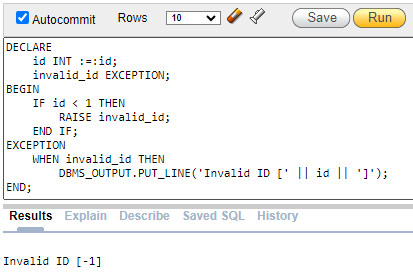 Autocommit Rows 10 Save Run
DECLARE
    id INT :=:id;
    invalid_id EXCEPTION;
BEGIN
    IF id < 1 THEN
        RAISE invalid_id;
    END IF;
EXCEPTION
    WHEN invalid_id THEN
        DBMS_OUTPUT.PUT_LINE('Invalid ID [' || id || ']');
END;
Results Explain Describe Saved SQL History
Invalid ID [-1]